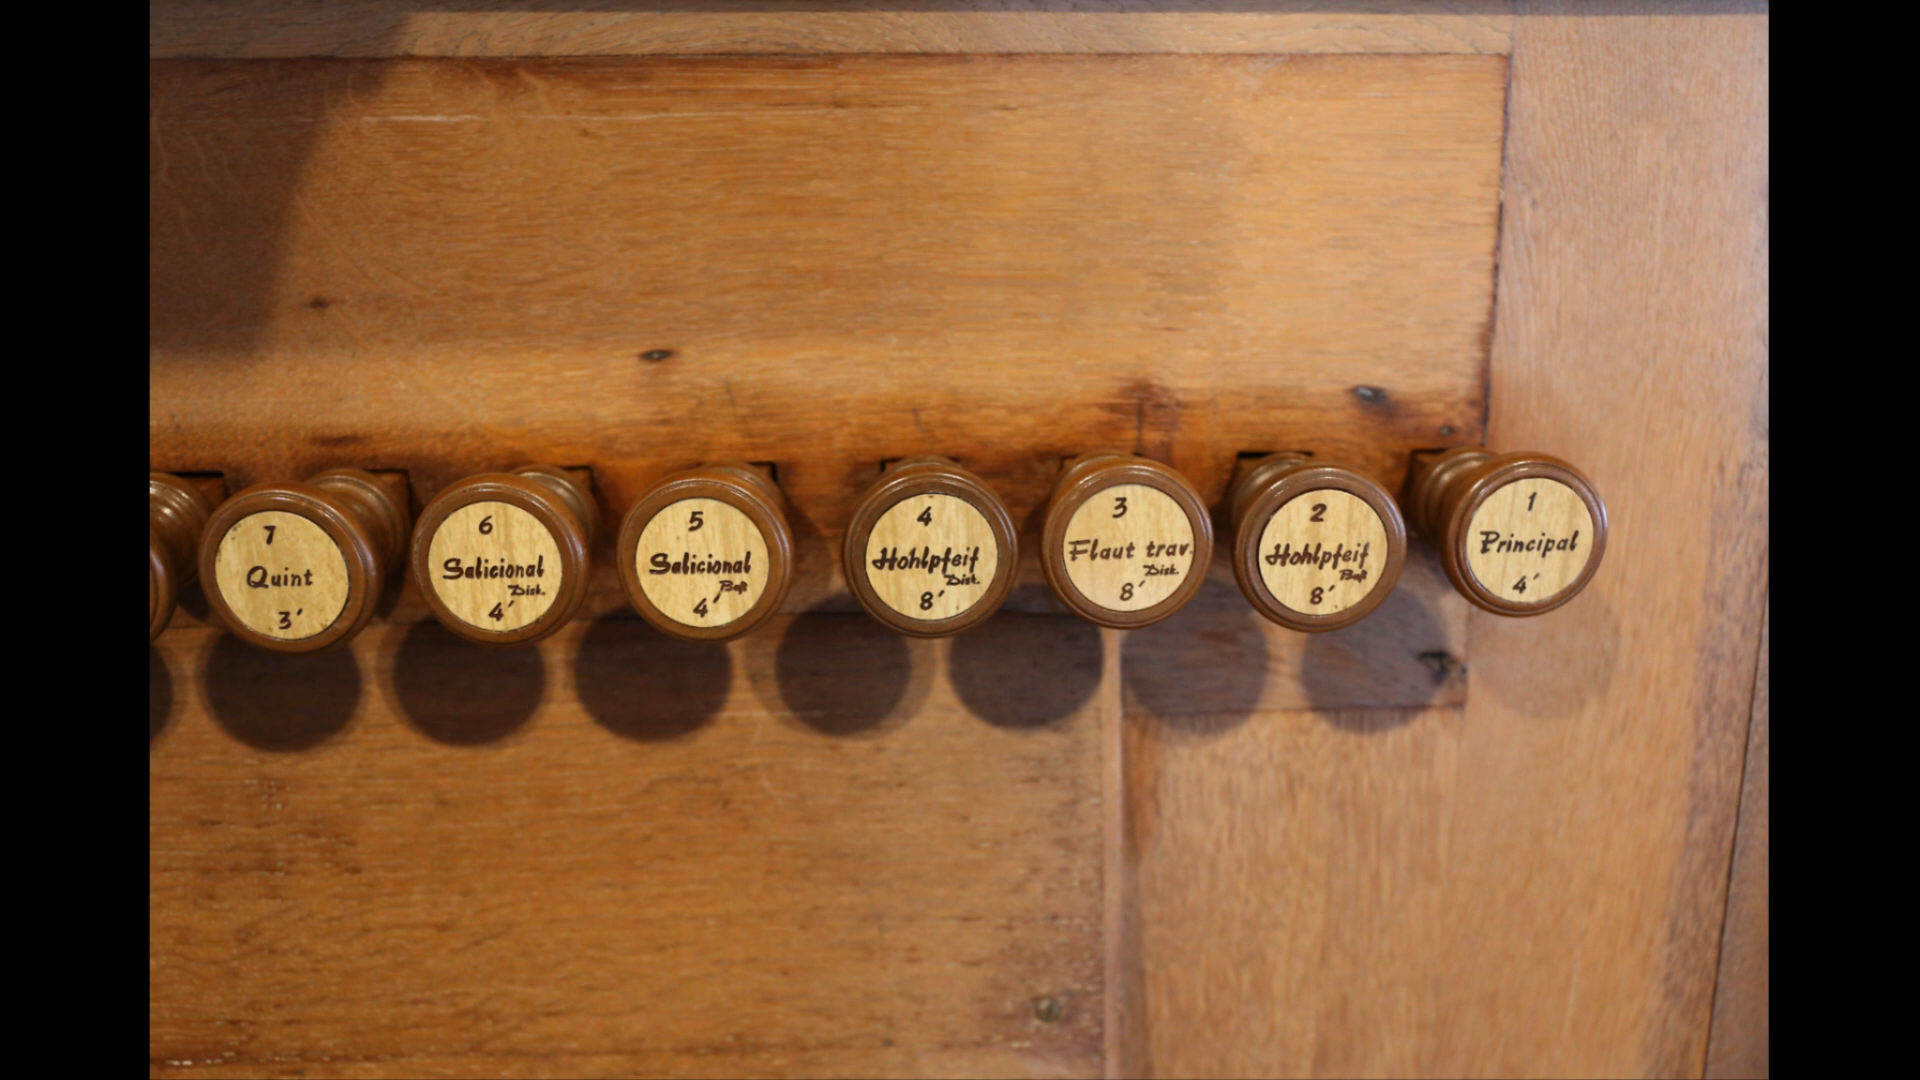 7
Quint
3'
6
Salicional
Disk.
4'
5
Salicional
Baß
4'
4
Hohlpfeif
Disk.
8'
3
Flaut trav.
Disk.
8'
2
Hohlpfeif
Baß
8'
1
Principal
4'